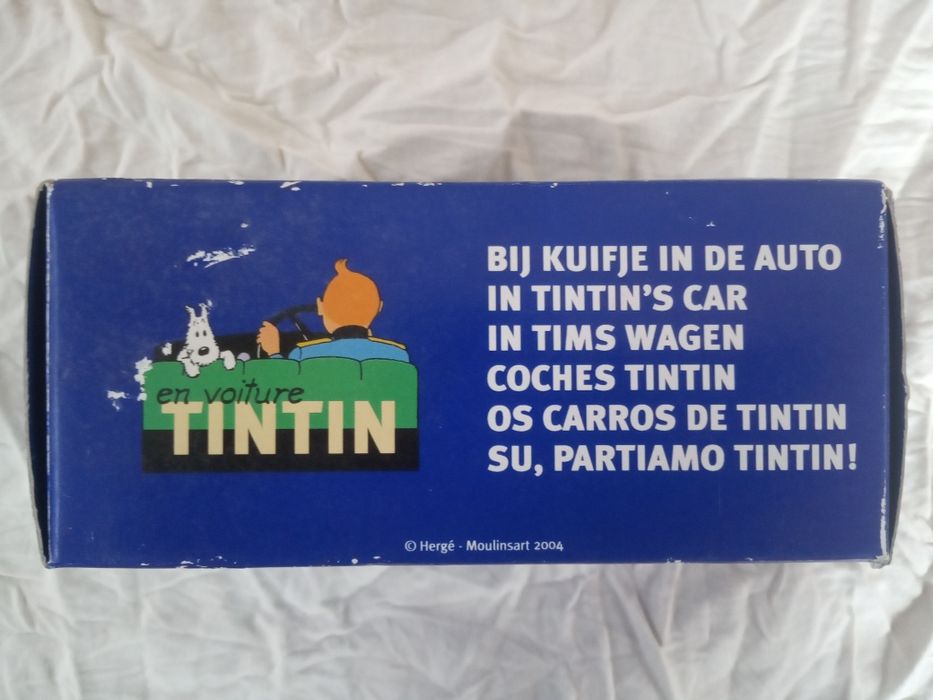 en voiture
TINTIN
BIJ KUIFJE IN DE AUTO
IN TINTIN'S CAR
IN TIMS WAGEN
COCHES TINTIN
OS CARROS DE TINTIN
SU, PARTIAMO TINTIN!
© Hergé - Moulinsart 2004